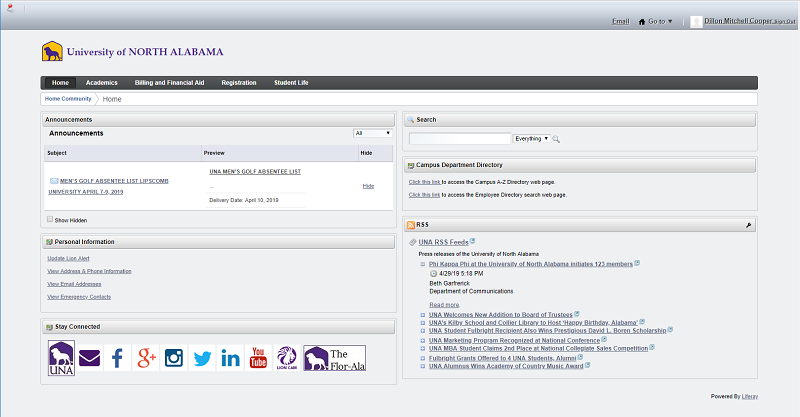 Email Go to Dillon Mitchell Cooper Sign Out
University of NORTH ALABAMA
Home Academics Billing and Financial Aid Registration Student Life
Home Community Home
Announcements
Announcements All
Subject Preview Hide
MEN'S GOLF ABSENTEE LIST LIPSCOMB
UNIVERSITY APRIL 7-9, 2019
UNA MEN'S GOLF ABSENTEE LIST
...
Delivery Date: April 10, 2019
Hide
Show Hidden
Personal Information
Update Lion Alert
View Address & Phone Information
View Email Addresses
View Emergency Contacts
Stay Connected
UNA
f
g+
in
You
Tube
LION CAM
The
Flor-Ala
Search
Everything
Campus Department Directory
Click this link to access the Campus A-Z Directory web page.
Click this link to access the Employee Directory search web page.
RSS
UNA RSS Feeds
Press releases of the University of North Alabama
Phi Kappa Phi at the University of North Alabama initiates 123 members
4/29/19 5:18 PM
Beth Garfrerick
Department of Communications
Read more.
UNA Welcomes New Addition to Board of Trustees
UNA's Kilby School and Collier Library to Host 'Happy Birthday, Alabama'
UNA Student Fulbright Recipient Also Wins Prestigious David L. Boren Scholarship
UNA Marketing Program Recognized at National Conference
UNA MBA Student Claims 2nd Place at National Collegiate Sales Competition
Fulbright Grants Offered to 4 UNA Students, Alumni
UNA Alumnus Wins Academy of Country Music Award
Powered By Liferay